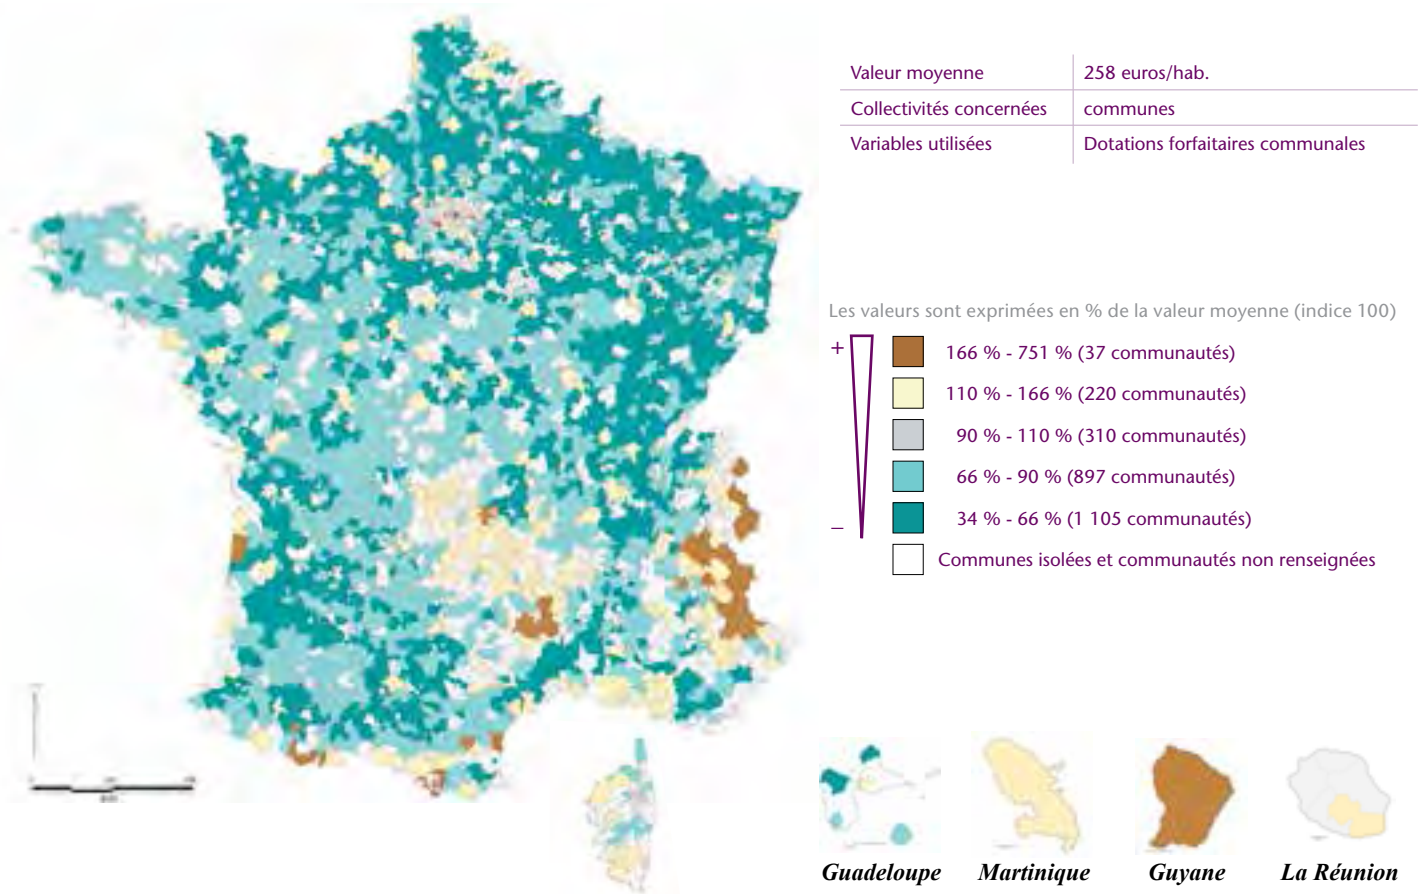 Valeur moyenne 258 euros/hab.
Collectivités concernées communes
Variables utilisées Dotations forfaitaires communales
Les valeurs sont exprimées en % de la valeur moyenne (indice 100)
+
166 % - 751 % (37 communautés)
110 % - 166 % (220 communautés)
90 % - 110 % (310 communautés)
66 % - 90 % (897 communautés)
–
34 % - 66 % (1 105 communautés)
Communes isolées et communautés non renseignées
Guadeloupe Martinique Guyane La Réunion